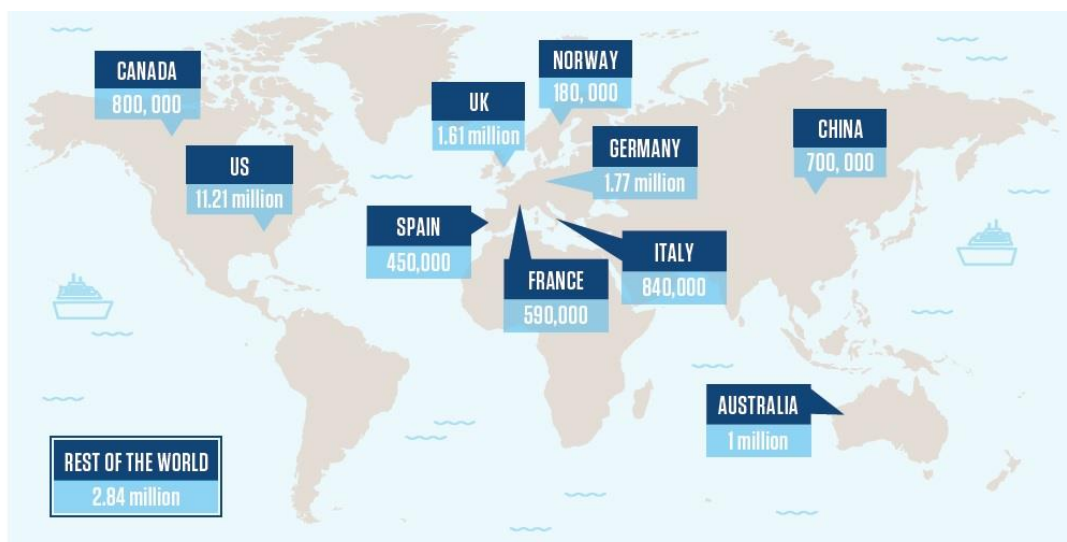 CANADA
800, 000
US
11.21 million
UK
1.61 million
NORWAY
180, 000
GERMANY
1.77 million
CHINA
700, 000
SPAIN
450,000
FRANCE
590,000
ITALY
840,000
AUSTRALIA
1 million
REST OF THE WORLD
2.84 million